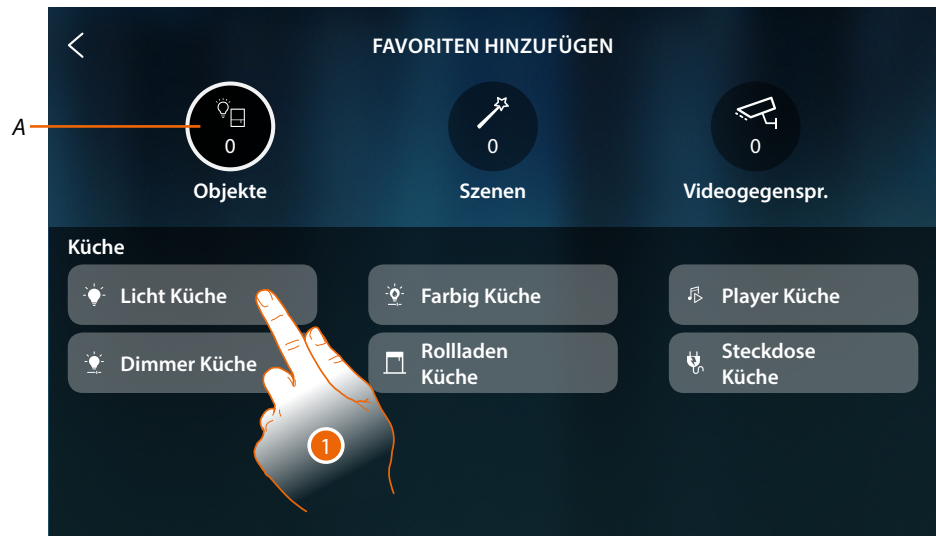 FAVORITEN HINZUFÜGEN
A
0
0
0
Objekte
Szenen
Videogegenspr.
Küche
Licht Küche
Farbig Küche
Player Küche
Dimmer Küche
Rollladen
Küche
Steckdose
Küche
1